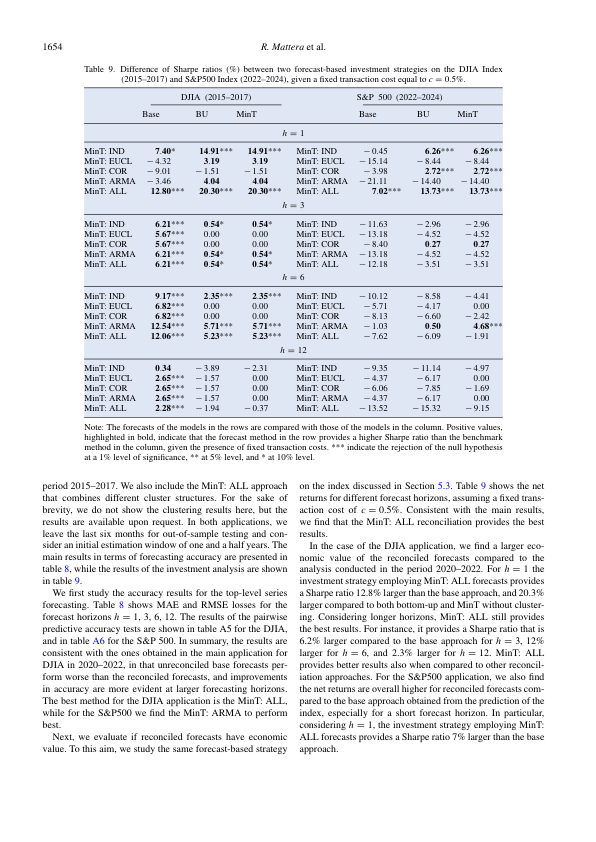 1654
R. Mattera et al.
Table 9. Difference of Sharpe ratios (%) between two forecast-based investment strategies on the DJIA Index
(2015–2017) and S&P500 Index (2022–2024), given a fixed transaction cost equal to c = 0.5%.
DJIA (2015–2017) S&P 500 (2022–2024)
Base BU MinT Base BU MinT
h = 1
MinT: IND 7.40* 14.91*** 14.91*** MinT: IND − 0.45 6.26*** 6.26***
MinT: EUCL − 4.32 3.19 3.19 MinT: EUCL − 15.14 − 8.44 − 8.44
MinT: COR − 9.01 − 1.51 − 1.51 MinT: COR − 3.98 2.72*** 2.72***
MinT: ARMA − 3.46 4.04 4.04 MinT: ARMA − 21.11 − 14.40 − 14.40
MinT: ALL 12.80*** 20.30*** 20.30*** MinT: ALL 7.02*** 13.73*** 13.73***
h = 3
MinT: IND 6.21*** 0.54* 0.54* MinT: IND − 11.63 − 2.96 − 2.96
MinT: EUCL 5.67*** 0.00 0.00 MinT: EUCL − 13.18 − 4.52 − 4.52
MinT: COR 5.67*** 0.00 0.00 MinT: COR − 8.40 0.27 0.27
MinT: ARMA 6.21*** 0.54* 0.54* MinT: ARMA − 13.18 − 4.52 − 4.52
MinT: ALL 6.21*** 0.54* 0.54* MinT: ALL − 12.18 − 3.51 − 3.51
h = 6
MinT: IND 9.17*** 2.35*** 2.35*** MinT: IND − 10.12 − 8.58 − 4.41
MinT: EUCL 6.82*** 0.00 0.00 MinT: EUCL − 5.71 − 4.17 0.00
MinT: COR 6.82*** 0.00 0.00 MinT: COR − 8.13 − 6.60 − 2.42
MinT: ARMA 12.54*** 5.71*** 5.71*** MinT: ARMA − 1.03 0.50 4.68***
MinT: ALL 12.06*** 5.23*** 5.23*** MinT: ALL − 7.62 − 6.09 − 1.91
h = 12
MinT: IND 0.34 − 3.89 − 2.31 MinT: IND − 9.35 − 11.14 − 4.97
MinT: EUCL 2.65*** − 1.57 0.00 MinT: EUCL − 4.37 − 6.17 0.00
MinT: COR 2.65*** − 1.57 0.00 MinT: COR − 6.06 − 7.85 − 1.69
MinT: ARMA 2.65*** − 1.57 0.00 MinT: ARMA − 4.37 − 6.17 0.00
MinT: ALL 2.28*** − 1.94 − 0.37 MinT: ALL − 13.52 − 15.32 − 9.15
Note: The forecasts of the models in the rows are compared with those of the models in the column. Positive values,
highlighted in bold, indicate that the forecast method in the row provides a higher Sharpe ratio than the benchmark
method in the column, given the presence of fixed transaction costs. *** indicate the rejection of the null hypothesis
at a 1% level of significance, ** at 5% level, and * at 10% level.
period 2015–2017. We also include the MinT: ALL approach
that combines different cluster structures. For the sake of
brevity, we do not show the clustering results here, but the
results are available upon request. In both applications, we
leave the last six months for out-of-sample testing and con-
sider an initial estimation window of one and a half years. The
main results in terms of forecasting accuracy are presented in
table 8, while the results of the investment analysis are shown
in table 9.
We first study the accuracy results for the top-level series
forecasting. Table 8 shows MAE and RMSE losses for the
forecast horizons h = 1, 3, 6, 12. The results of the pairwise
predictive accuracy tests are shown in table A5 for the DJIA,
and in table A6 for the S&P 500. In summary, the results are
consistent with the ones obtained in the main application for
DJIA in 2020–2022, in that unreconciled base forecasts per-
form worse than the reconciled forecasts, and improvements
in accuracy are more evident at larger forecasting horizons.
The best method for the DJIA application is the MinT: ALL,
while for the S&P500 we find the MinT: ARMA to perform
best.
Next, we evaluate if reconciled forecasts have economic
value. To this aim, we study the same forecast-based strategy
on the index discussed in Section 5.3. Table 9 shows the net
returns for different forecast horizons, assuming a fixed trans-
action cost of c = 0.5%. Consistent with the main results,
we find that the MinT: ALL reconciliation provides the best
results.
In the case of the DJIA application, we find a larger eco-
nomic value of the reconciled forecasts compared to the
analysis conducted in the period 2020–2022. For h = 1 the
investment strategy employing MinT: ALL forecasts provides
a Sharpe ratio 12.8% larger than the base approach, and 20.3%
larger compared to both bottom-up and MinT without cluster-
ing. Considering longer horizons, MinT: ALL still provides
the best results. For instance, it provides a Sharpe ratio that is
6.2% larger compared to the base approach for h = 3, 12%
larger for h = 6, and 2.3% larger for h = 12. MinT: ALL
provides better results also when compared to other reconcil-
iation approaches. For the S&P500 application, we also find
the net returns are overall higher for reconciled forecasts com-
pared to the base approach obtained from the prediction of the
index, especially for a short forecast horizon. In particular,
considering h = 1, the investment strategy employing MinT:
ALL forecasts provides a Sharpe ratio 7% larger than the base
approach.